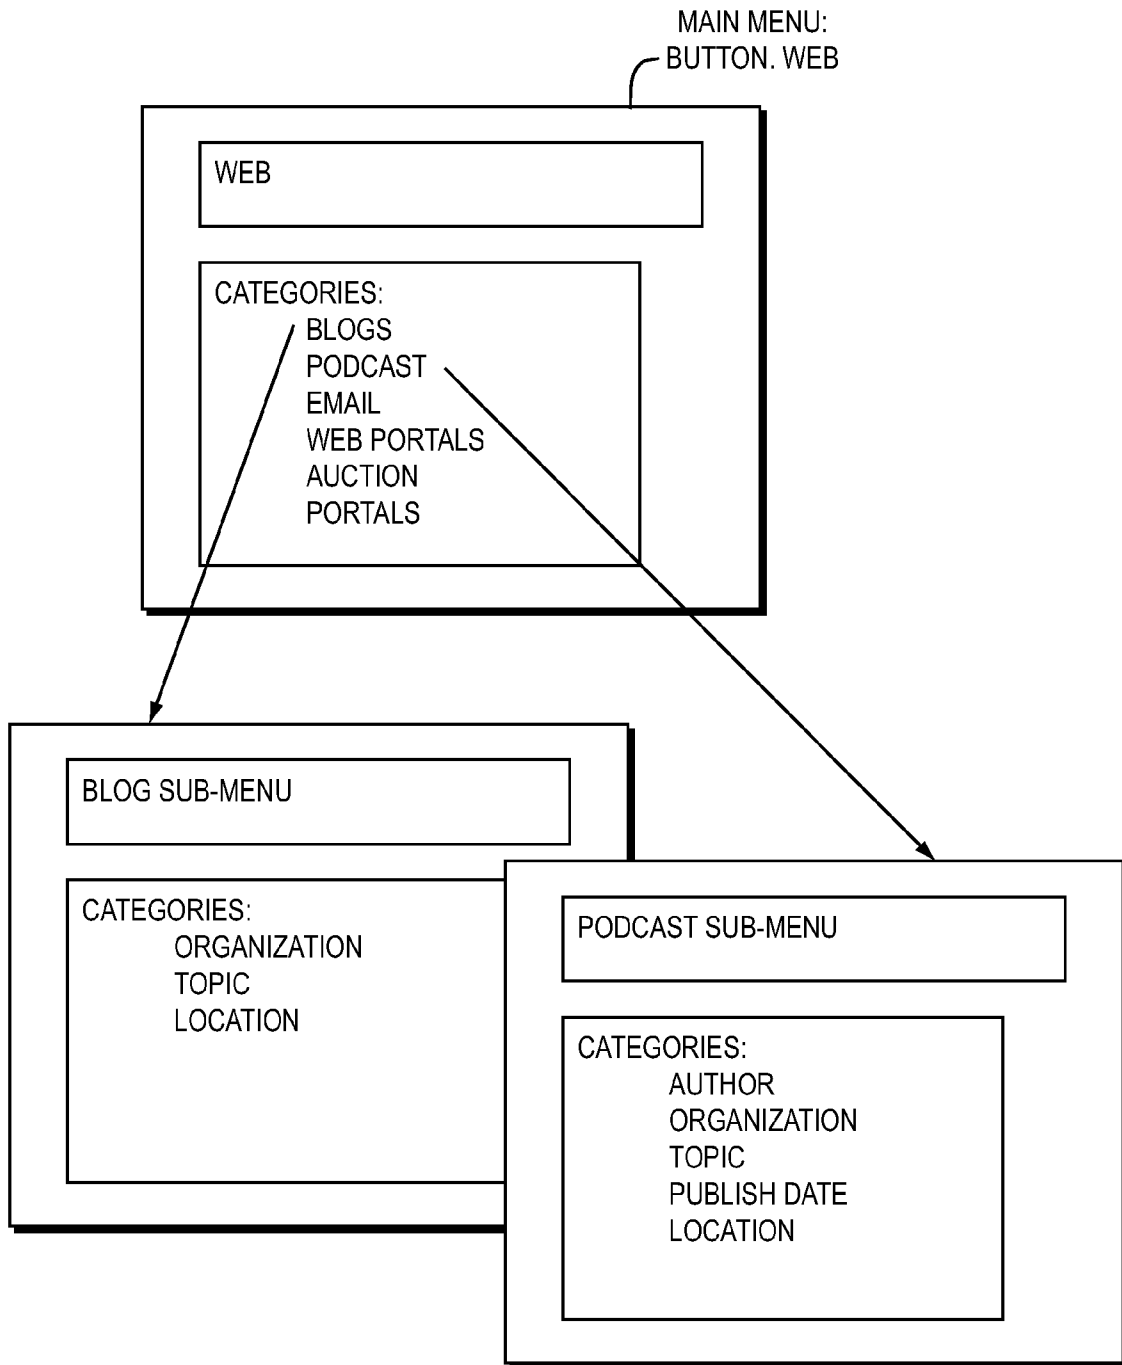 MAIN MENU:
BUTTON. WEB
WEB
CATEGORIES:
BLOGS
PODCAST
EMAIL
WEB PORTALS
AUCTION
PORTALS
BLOG SUB-MENU
CATEGORIES:
ORGANIZATION
TOPIC
LOCATION
PODCAST SUB-MENU
CATEGORIES:
AUTHOR
ORGANIZATION
TOPIC
PUBLISH DATE
LOCATION